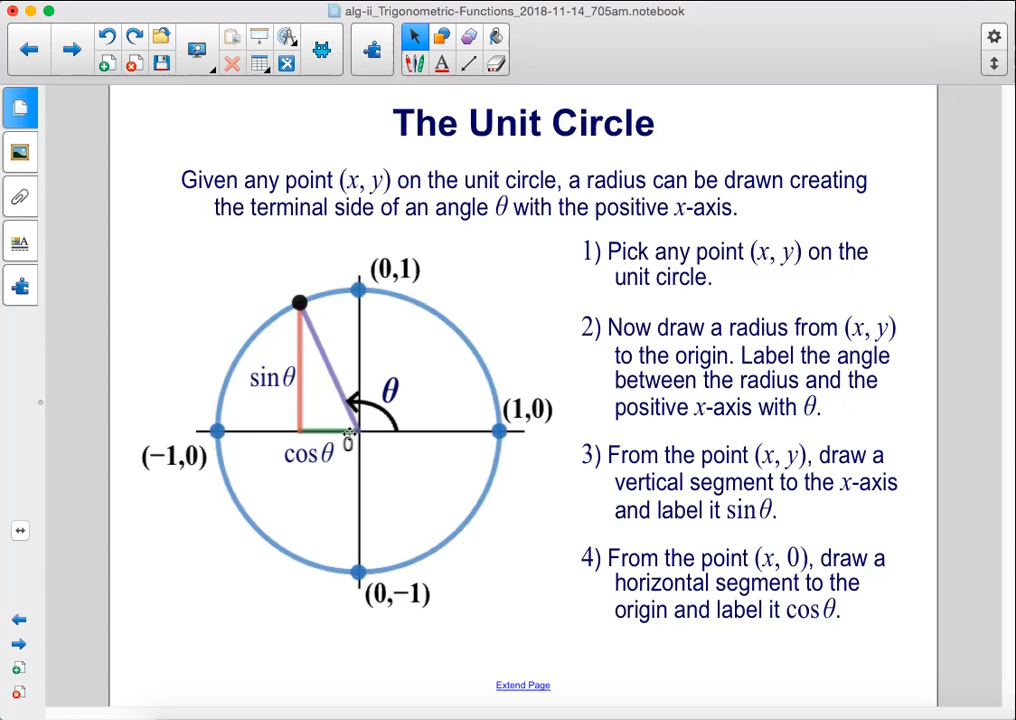 alg-ii_Trigonometric-Functions_2018-11-14_705am.notebook
The Unit Circle
Given any point (x, y) on the unit circle, a radius can be drawn creating
the terminal side of an angle θ with the positive x-axis.
(0,1)
sinθ
θ
(1,0)
(−1,0)
cosθ
0
(0,−1)
1) Pick any point (x, y) on the
unit circle.
2) Now draw a radius from (x, y)
to the origin. Label the angle
between the radius and the
positive x-axis with θ.
3) From the point (x, y), draw a
vertical segment to the x-axis
and label it sinθ.
4) From the point (x, 0), draw a
horizontal segment to the
origin and label it cosθ.
Extend Page